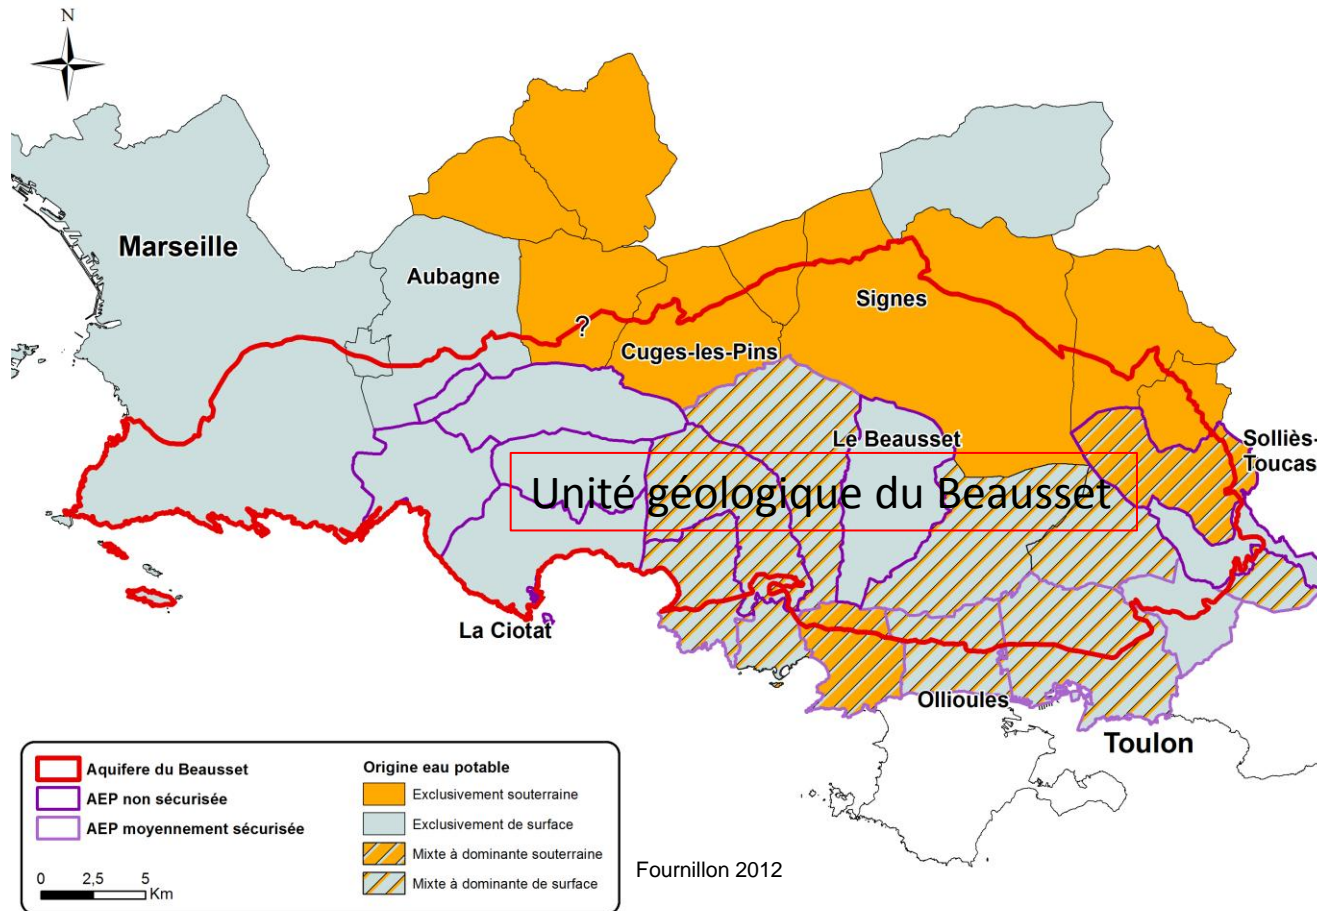 N
Marseille
Aubagne
Signes
?
Cuges-les-Pins
Le Beausset
Solliès-
Toucas
Unité géologique du Beausset
La Ciotat
Ollioules
Toulon
Aquifere du Beausset
AEP non sécurisée
AEP moyennement sécurisée
0 2,5 5
Km
Origine eau potable
Exclusivement souterraine
Exclusivement de surface
Mixte à dominante souterraine
Mixte à dominante de surface
Fournillon 2012